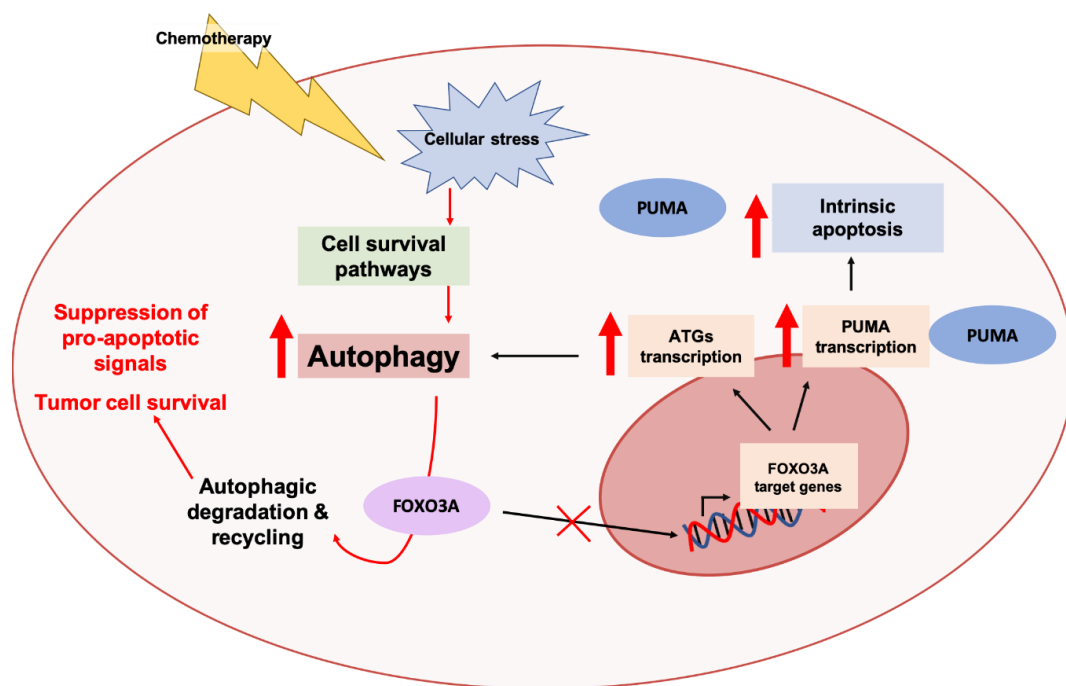 Chemotherapy
Cellular stress
PUMA
Intrinsic
apoptosis
Cell survival
pathways
Suppression of
pro-apoptotic
signals
Autophagy
ATGs
transcription
PUMA
transcription
PUMA
Tumor cell survival
Autophagic
degradation &
recycling
FOXO3A
FOXO3A
target genes